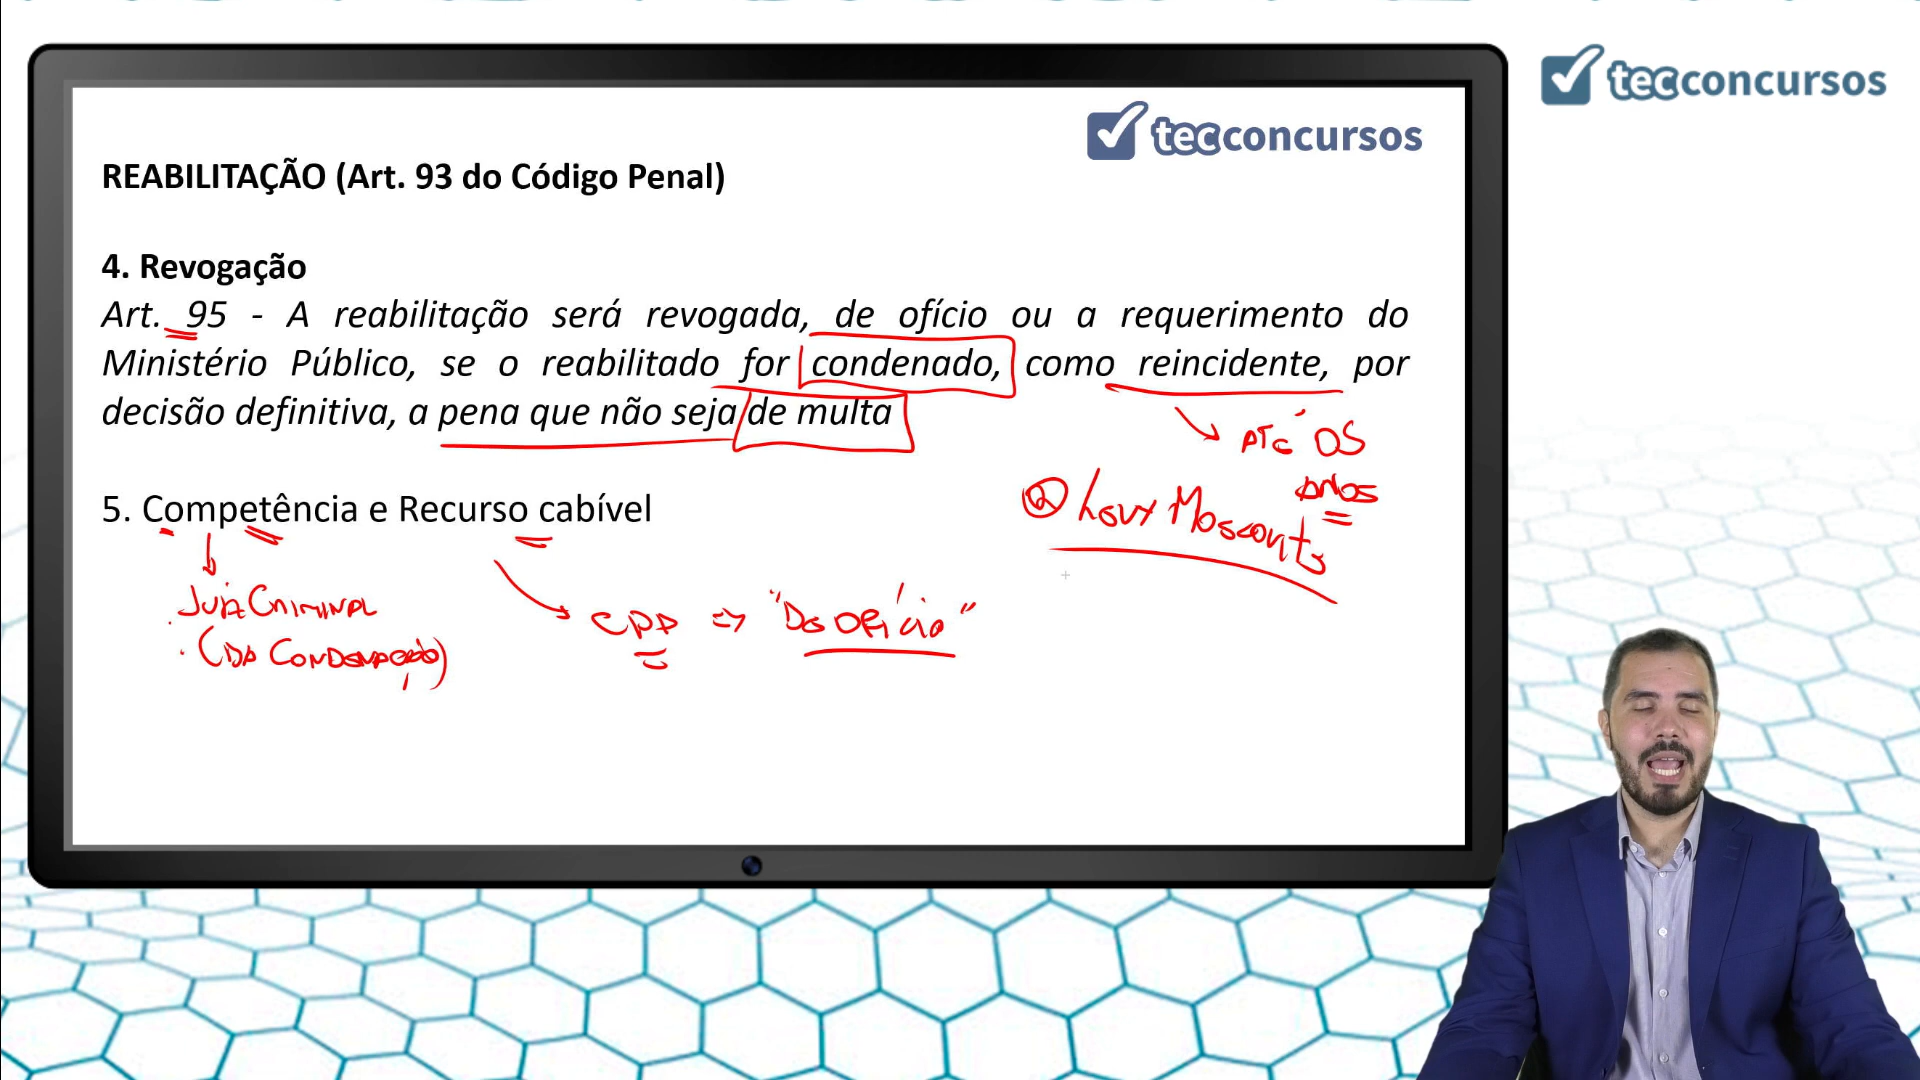 tecconcursos
tecconcursos
REABILITAÇÃO (Art. 93 do Código Penal)
4. Revogação
Art. 95 - A reabilitação será revogada, de ofício ou a requerimento do
Ministério Público, se o reabilitado for condenado, como reincidente, por
decisão definitiva, a pena que não seja de multa
ATÉ 05
ANOS
5. Competência e Recurso cabível
JUIZ CRIMINAL
(DA CONDENAÇÃO)
CPP => "DE OFÍCIO"